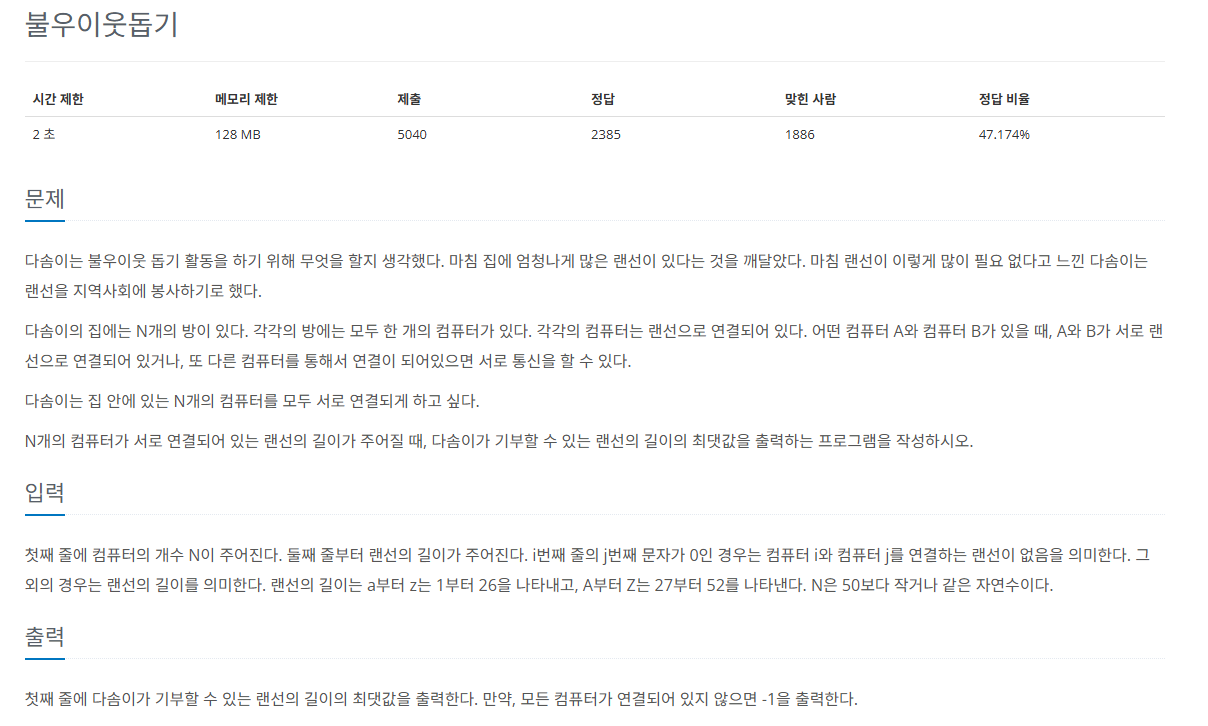 불우이웃돕기
시간 제한 메모리 제한 제출 정답 맞힌 사람 정답 비율
2 초 128 MB 5040 2385 1886 47.174%
문제
다솜이는 불우이웃 돕기 활동을 하기 위해 무엇을 할지 생각했다. 마침 집에 엄청나게 많은 랜선이 있다는 것을 깨달았다. 마침 랜선이 이렇게 많이 필요 없다고 느낀 다솜이는
랜선을 지역사회에 봉사하기로 했다.
다솜이의 집에는 N개의 방이 있다. 각각의 방에는 모두 한 개의 컴퓨터가 있다. 각각의 컴퓨터는 랜선으로 연결되어 있다. 어떤 컴퓨터 A와 컴퓨터 B가 있을 때, A와 B가 서로 랜
선으로 연결되어 있거나, 또 다른 컴퓨터를 통해서 연결이 되어있으면 서로 통신을 할 수 있다.
다솜이는 집 안에 있는 N개의 컴퓨터를 모두 서로 연결되게 하고 싶다.
N개의 컴퓨터가 서로 연결되어 있는 랜선의 길이가 주어질 때, 다솜이가 기부할 수 있는 랜선의 길이의 최댓값을 출력하는 프로그램을 작성하시오.
입력
첫째 줄에 컴퓨터의 개수 N이 주어진다. 둘째 줄부터 랜선의 길이가 주어진다. i번째 줄의 j번째 문자가 0인 경우는 컴퓨터 i와 컴퓨터 j를 연결하는 랜선이 없음을 의미한다. 그
외의 경우는 랜선의 길이를 의미한다. 랜선의 길이는 a부터 z는 1부터 26을 나타내고, A부터 Z는 27부터 52를 나타낸다. N은 50보다 작거나 같은 자연수이다.
출력
첫째 줄에 다솜이가 기부할 수 있는 랜선의 길이의 최댓값을 출력한다. 만약, 모든 컴퓨터가 연결되어 있지 않으면 -1을 출력한다.